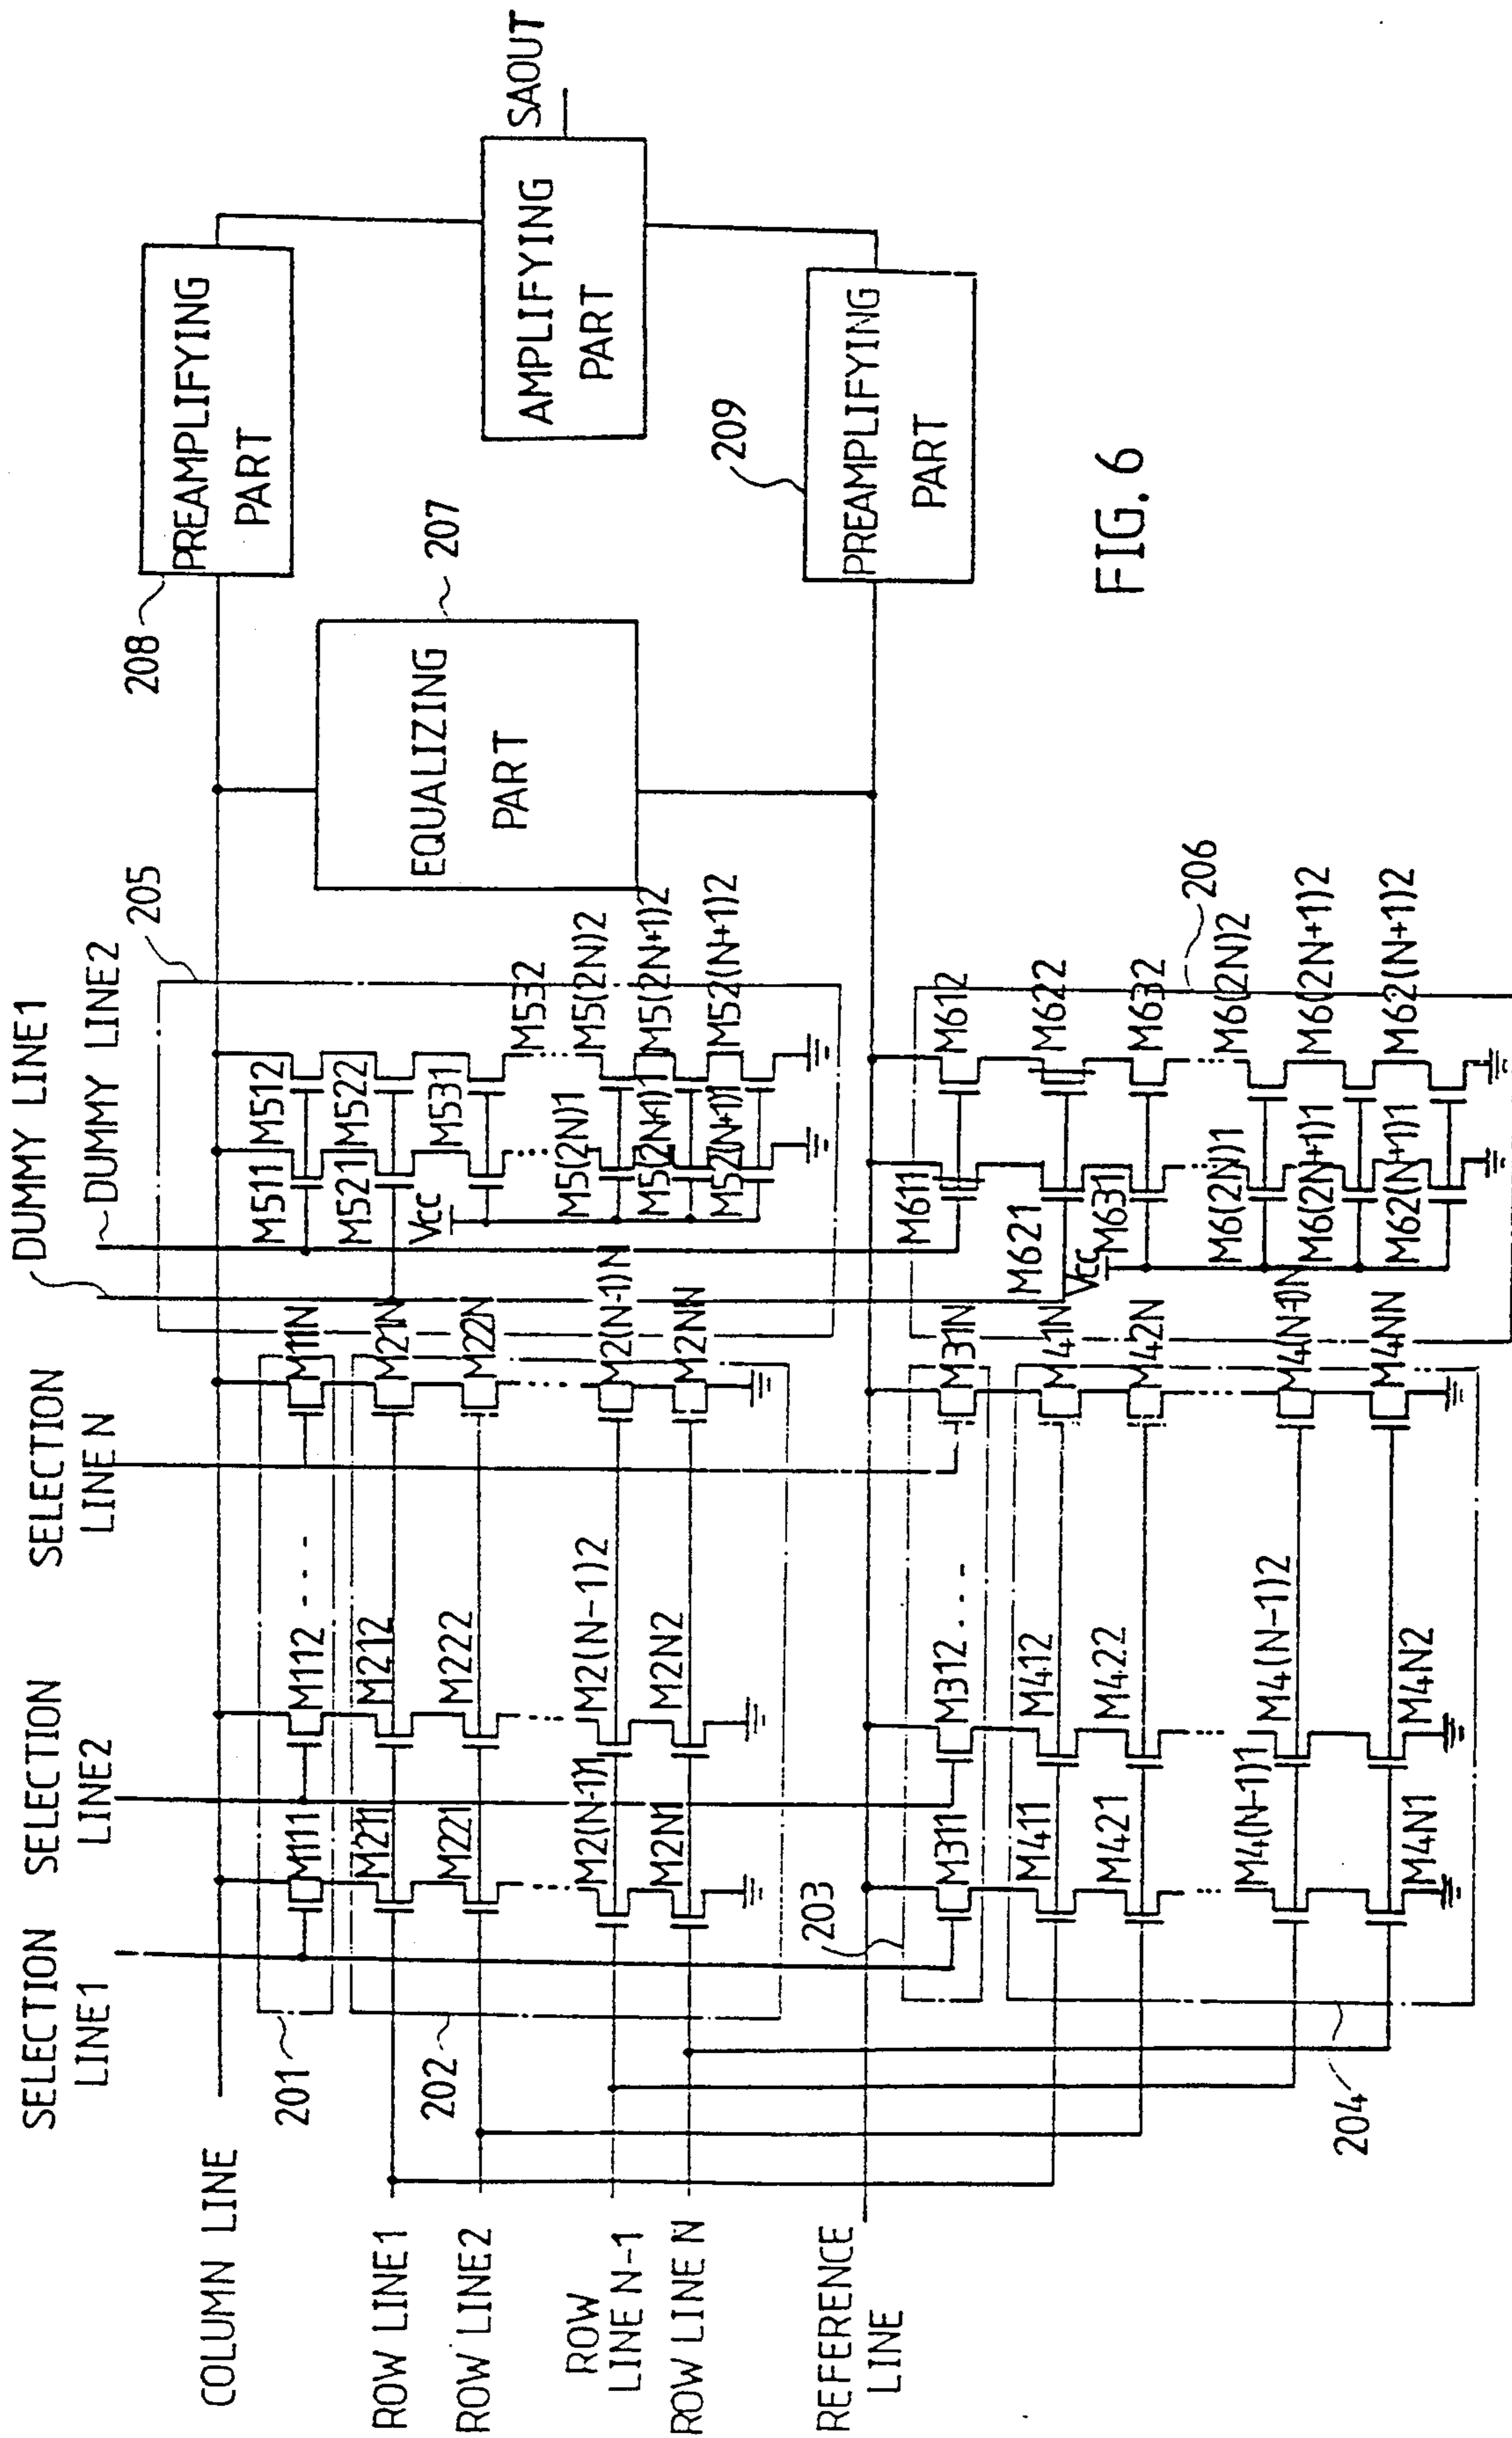 DUMMY LINE1
DUMMY LINE2
SELECTION LINE1
SELECTION LINE2
SELECTION LINE N
COLUMN LINE
ROW LINE1
ROW LINE2
ROW LINE N-1
ROW LINE N
REFERENCE LINE
201
202
203
204
205
206
207
208
209
M111
M112 - - - -
M11N
M211
M212
M21N
M221
M222
M22N
M2(N-1)1
M2(N-1)2
M2(N-1)N
M2N1
M2N2
M2NN
M311
M312 . . . .
M31N
M411
M412
M41N
M421
M422
M42N
M4(N-1)1
M4(N-1)2
M4(N-1)N
M4N1
M4N2
M4NN
M511
M512
M521
M522
VCC
M531
M532
M5(2N)1
M5(2N)2
M5(2N+1)1
M5(2N+1)2
M52(N+1)1
M52(N+1)2
M611
M612
M621
M622
VCC
M631
M632
M6(2N)1
M6(2N)2
M6(2N+1)1
M6(2N+1)2
M62(N+1)1
M62(N+1)2
EQUALIZING
PART
PREAMPLIFYING
PART
PREAMPLIFYING
PART
AMPLIFYING
PART
SAOUT
FIG. 6